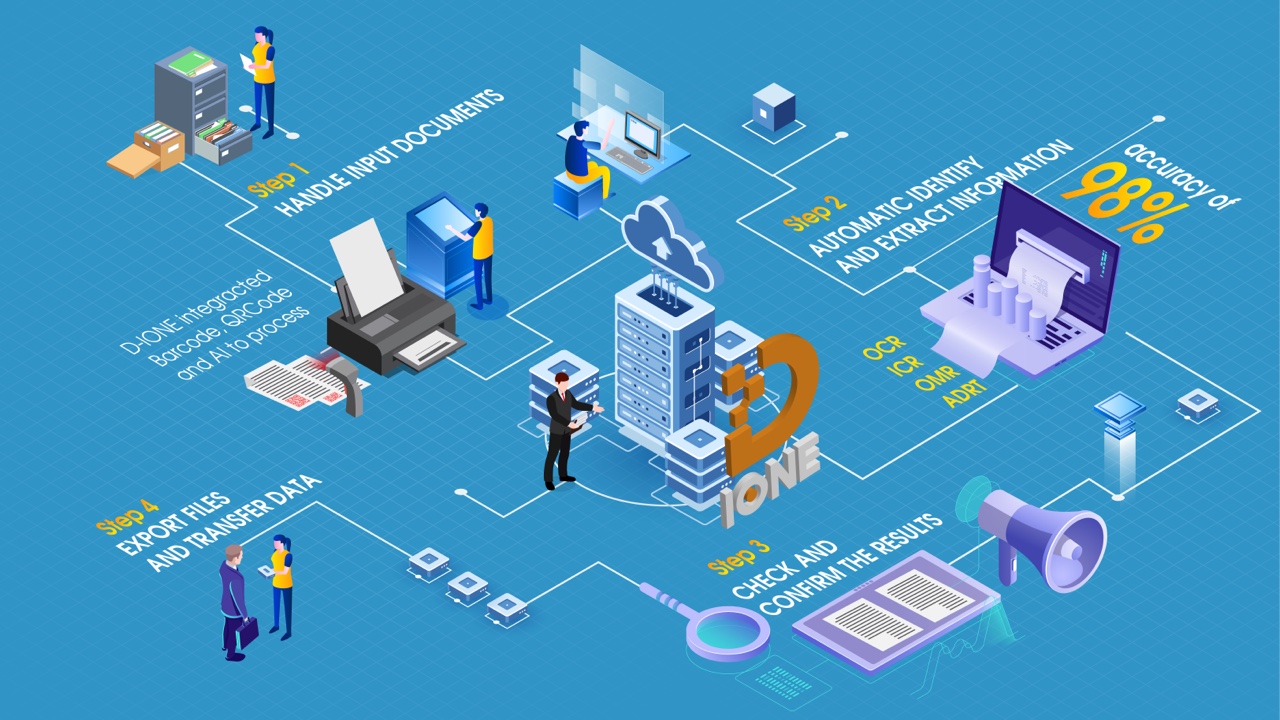 Step 1
HANDLE INPUT DOCUMENTS
D-IONE integracted
Barcode, QRCode
and AI to process
Step 2
AUTOMATIC IDENTIFY
AND EXTRACT INFORMATION
accuracy of
98%
OCR
ICR
OMR
ADRT
D
IONE
Step 3
CHECK AND
CONFIRM THE RESULTS
Step 4
EXPORT FILES
AND TRANSFER DATA